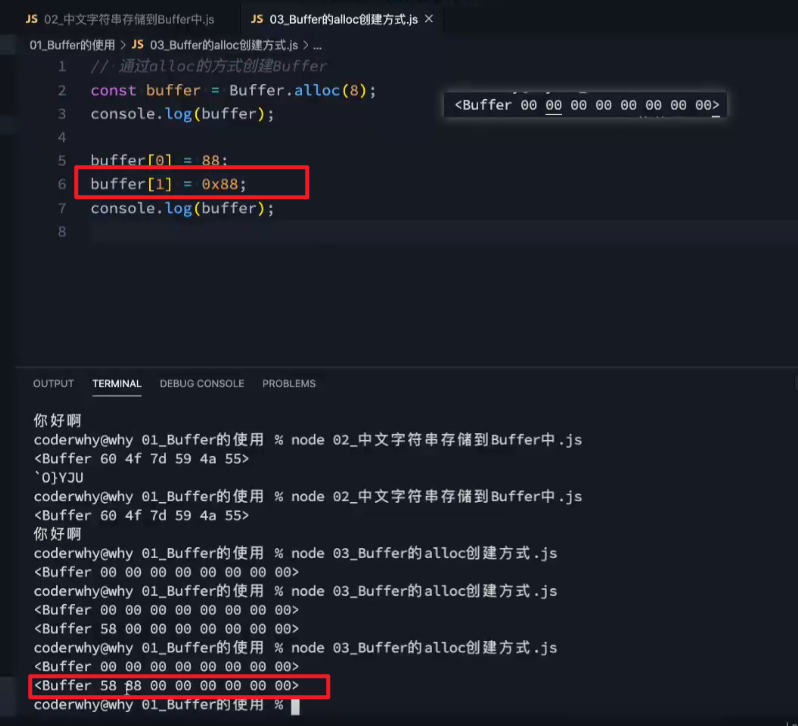 JS 02_中文字符串存储到Buffer中.js
JS 03_Buffer的alloc创建方式.js ×
01_Buffer的使用 > JS 03_Buffer的alloc创建方式.js > ...
1 // 通过alloc的方式创建Buffer
2 const buffer = Buffer.alloc(8);
<Buffer 00 00 00 00 00 00 00 00>
3 console.log(buffer);
4
5 buffer[0] = 88;
6 buffer[1] = 0x88;
7 console.log(buffer);
8
OUTPUT TERMINAL DEBUG CONSOLE PROBLEMS
你好啊
coderwhy@why 01_Buffer的使用 % node 02_中文字符串存储到Buffer中.js
<Buffer 60 4f 7d 59 4a 55>
`O}YJU
coderwhy@why 01_Buffer的使用 % node 02_中文字符串存储到Buffer中.js
<Buffer 60 4f 7d 59 4a 55>
你好啊
coderwhy@why 01_Buffer的使用 % node 03_Buffer的alloc创建方式.js
<Buffer 00 00 00 00 00 00 00 00>
coderwhy@why 01_Buffer的使用 % node 03_Buffer的alloc创建方式.js
<Buffer 00 00 00 00 00 00 00 00>
<Buffer 58 00 00 00 00 00 00 00>
coderwhy@why 01_Buffer的使用 % node 03_Buffer的alloc创建方式.js
<Buffer 00 00 00 00 00 00 00 00>
<Buffer 58 88 00 00 00 00 00 00>
coderwhy@why 01_Buffer的使用 %